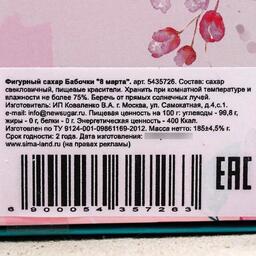 Фигурный сахар Бабочки "8 марта". арт. 5435726. Состав: сахар
свекловичный, пищевые красители. Хранить при комнатной температуре и
влажности не более 75%. Беречь от прямых солнечных лучей.
Изготовитель: ИП Коваленко В.А. г. Москва, ул. Самокатная, д.4,с.1.
e-mail: info@newsugar.ru. Пищевая ценность на 100 г: углеводы - 99,8 г,
жиры - 0 г, белки - 0 г. Энергетическая ценность - 400 Ккал.
Изготовлен по ТУ 9124-001-09861169-2012. Масса нетто: 185±4,5% г.
Срок годности: 2 года. Дата изготовления:
www.sima-land.ru (на правах рекламы)
EAC
6900054357263